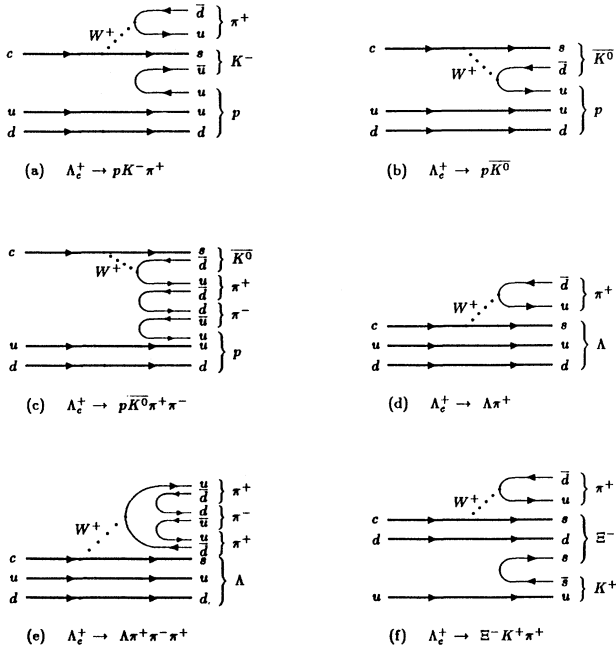 d̅ } π⁺
u
W⁺
c s } K⁻
u̅
u } p
u u
d d
(a) Λc⁺ → pK⁻π⁺
c s } K̅⁰
W⁺ d̅
u } p
u u
d d
(b) Λc⁺ → pK̅⁰
c s } K̅⁰
W⁺ d̅
u } π⁺
d̅
d } π⁻
u̅
u } p
u u
d d
(c) Λc⁺ → pK̅⁰π⁺π⁻
d̅ } π⁺
W⁺ u
c s } Λ
u u
d d
(d) Λc⁺ → Λπ⁺
u } π⁺
d̅
W⁺ d } π⁻
u̅
u } π⁺
d̅
c s } Λ
u u
d d.
(e) Λc⁺ → Λπ⁺π⁻π⁺
d̅ } π⁺
W⁺ u
c s } Ξ⁻
d d
s
s̅ } K⁺
u u
(f) Λc⁺ → Ξ⁻K⁺π⁺